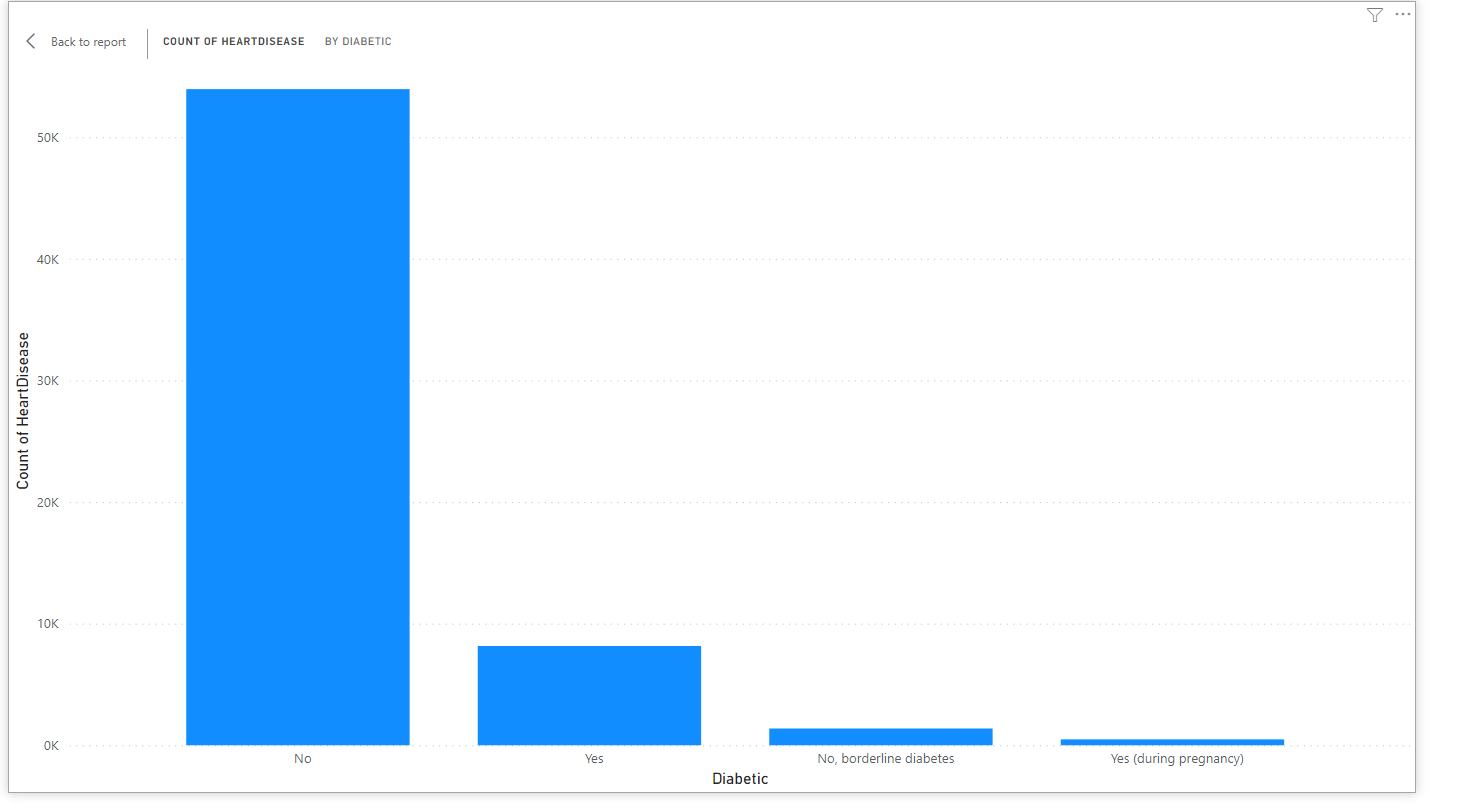 Back to report
COUNT OF HEARTDISEASE BY DIABETIC
Count of HeartDisease
50K
40K
30K
20K
10K
0K
No Yes No, borderline diabetes Yes (during pregnancy)
Diabetic